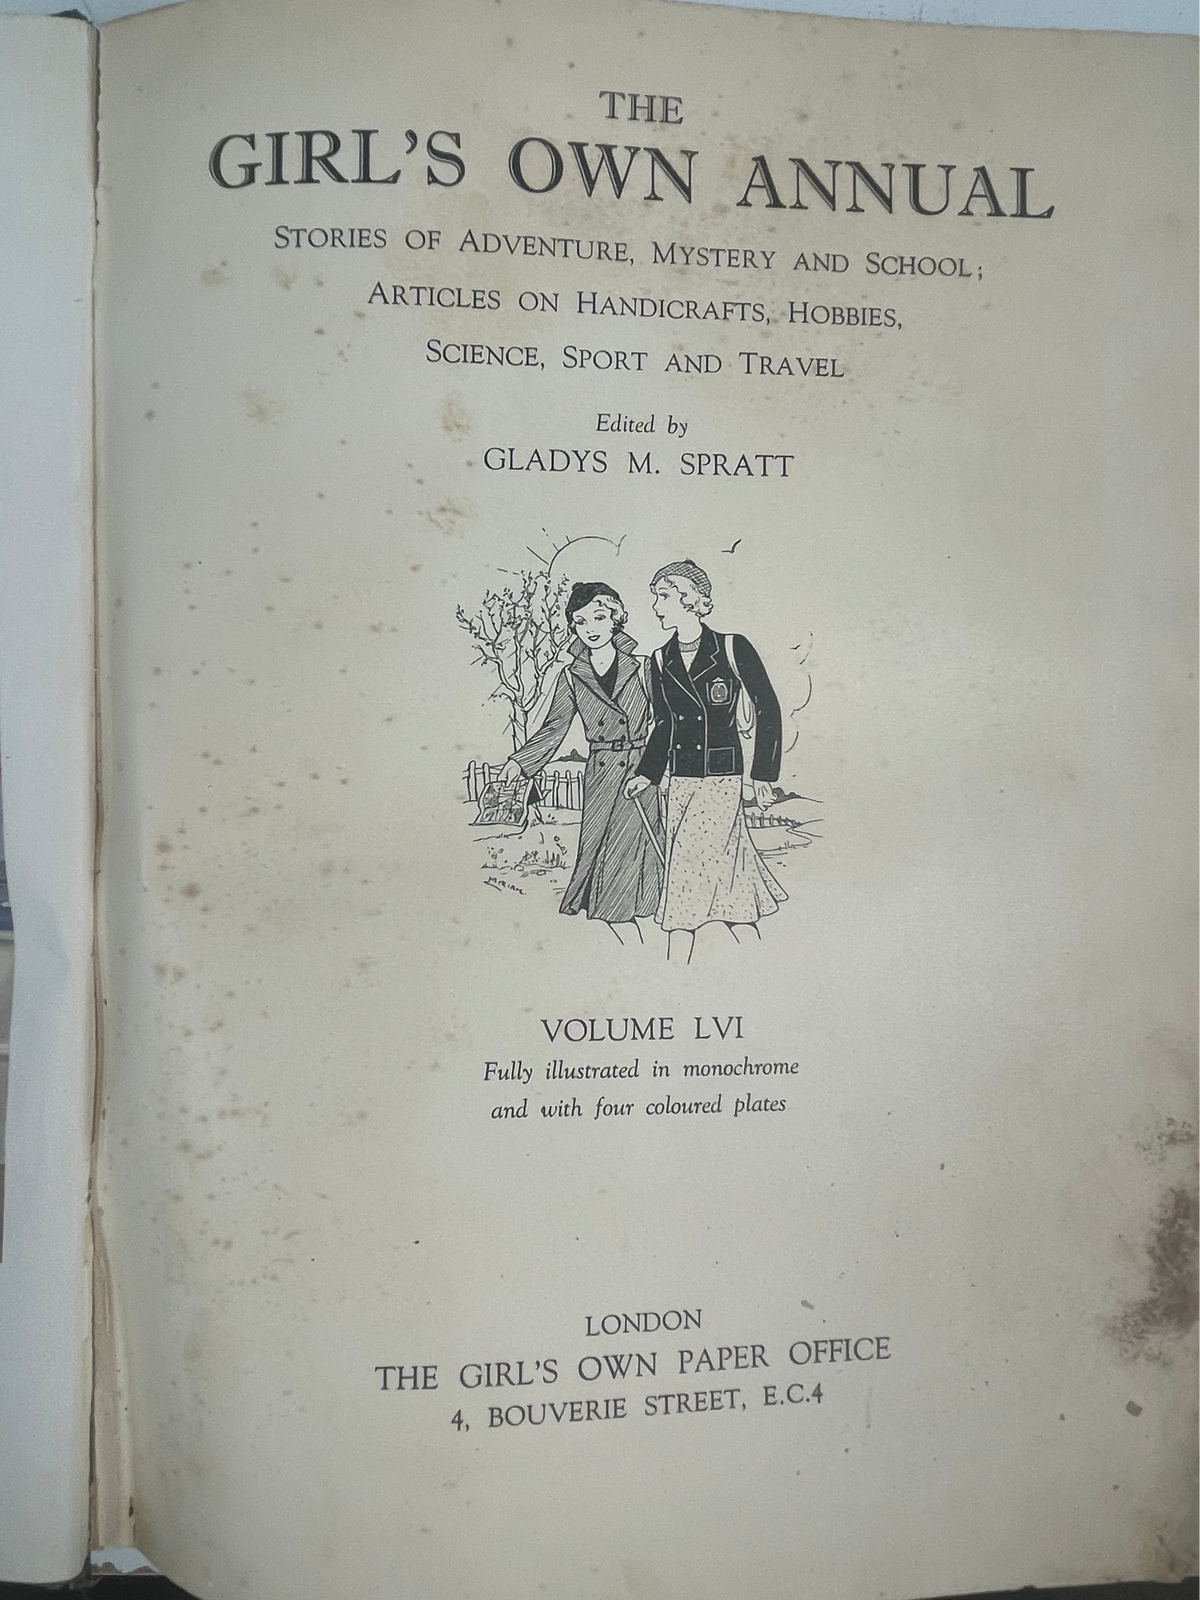 THE
GIRL'S OWN ANNUAL
STORIES OF ADVENTURE, MYSTERY AND SCHOOL;
ARTICLES ON HANDICRAFTS, HOBBIES,
SCIENCE, SPORT AND TRAVEL
Edited by
GLADYS M. SPRATT
MIRIAM
VOLUME LVI
Fully illustrated in monochrome
and with four coloured plates
LONDON
THE GIRL'S OWN PAPER OFFICE
4, BOUVERIE STREET, E.C.4